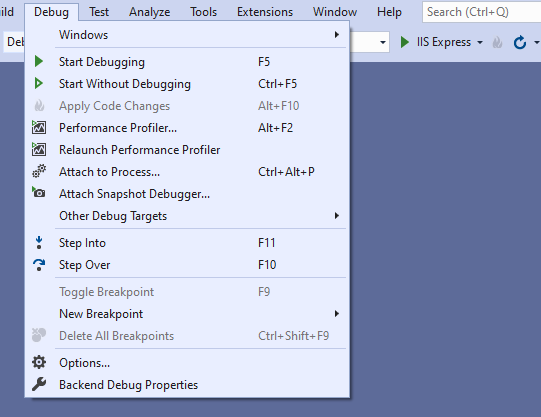 ild Debug Test Analyze Tools Extensions Window Help Search (Ctrl+Q)
Deb IIS Express
Windows
Start Debugging F5
Start Without Debugging Ctrl+F5
Apply Code Changes Alt+F10
Performance Profiler... Alt+F2
Relaunch Performance Profiler
Attach to Process... Ctrl+Alt+P
Attach Snapshot Debugger...
Other Debug Targets
Step Into F11
Step Over F10
Toggle Breakpoint F9
New Breakpoint
Delete All Breakpoints Ctrl+Shift+F9
Options...
Backend Debug Properties